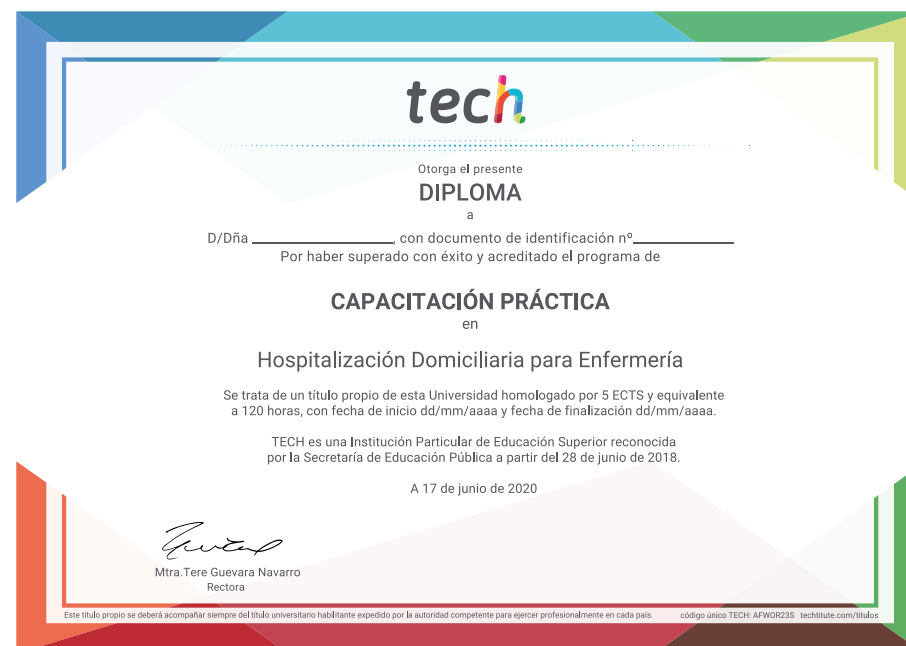 tech
Otorga el presente
DIPLOMA
a
D/Dña ____________________, con documento de identificación nº______________
Por haber superado con éxito y acreditado el programa de
CAPACITACIÓN PRÁCTICA
en
Hospitalización Domiciliaria para Enfermería
Se trata de un título propio de esta Universidad homologado por 5 ECTS y equivalente
a 120 horas, con fecha de inicio dd/mm/aaaa y fecha de finalización dd/mm/aaaa.
TECH es una Institución Particular de Educación Superior reconocida
por la Secretaría de Educación Pública a partir del 28 de junio de 2018.
A 17 de junio de 2020
Mtra.Tere Guevara Navarro
Rectora
Este título propio se deberá acompañar siempre del título universitario habilitante expedido por la autoridad competente para ejercer profesionalmente en cada país. código único TECH: AFWOR23S techtitute.com/titulos